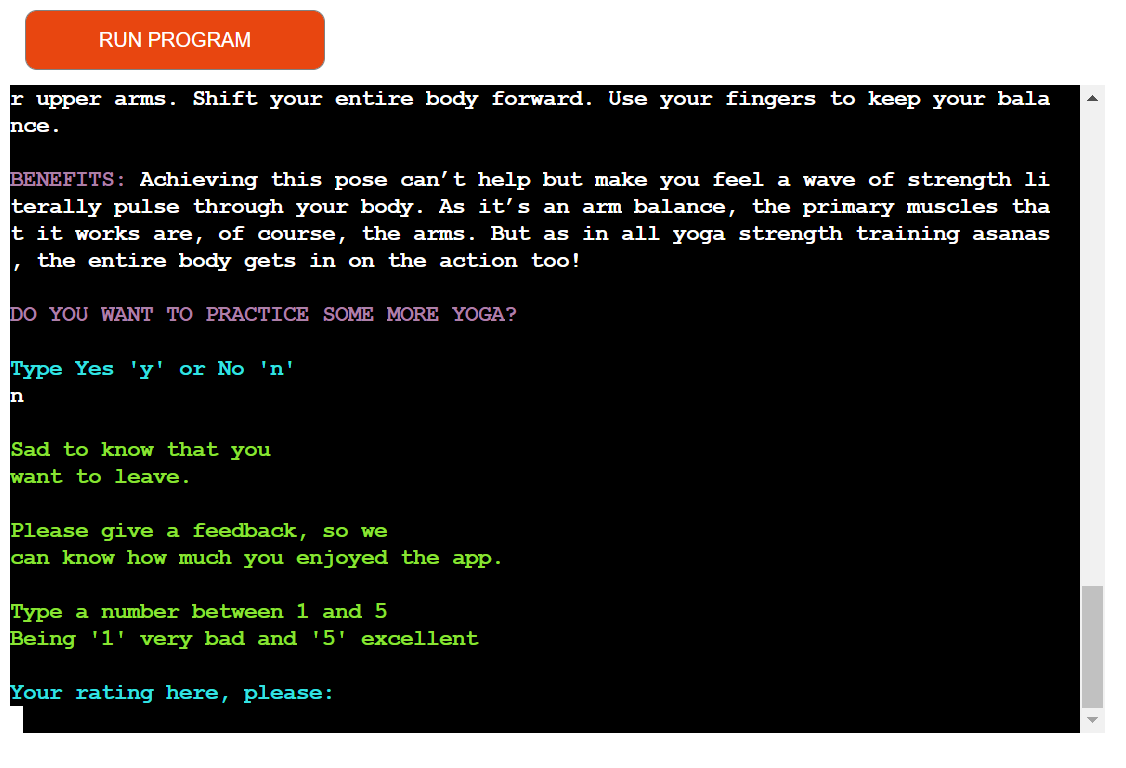 RUN PROGRAM
r upper arms. Shift your entire body forward. Use your fingers to keep your bala
nce.
BENEFITS: Achieving this pose can’t help but make you feel a wave of strength li
terally pulse through your body. As it’s an arm balance, the primary muscles tha
t it works are, of course, the arms. But as in all yoga strength training asanas
, the entire body gets in on the action too!
DO YOU WANT TO PRACTICE SOME MORE YOGA?
Type Yes 'y' or No 'n'
n
Sad to know that you
want to leave.
Please give a feedback, so we
can know how much you enjoyed the app.
Type a number between 1 and 5
Being '1' very bad and '5' excellent
Your rating here, please: